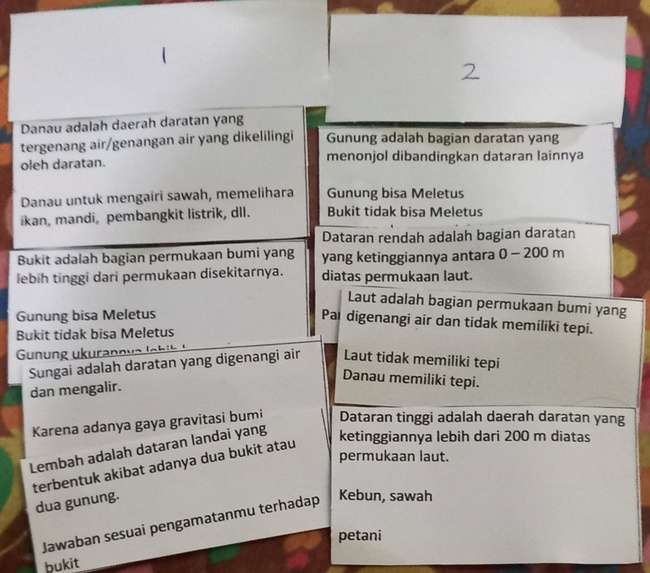 1
Danau adalah daerah daratan yang
tergenang air/genangan air yang dikelilingi
oleh daratan.
Danau untuk mengairi sawah, memelihara
ikan, mandi, pembangkit listrik, dll.
Bukit adalah bagian permukaan bumi yang
lebih tinggi dari permukaan disekitarnya.
Gunung bisa Meletus
Bukit tidak bisa Meletus
Gunung ukurannya
Sungai adalah daratan yang digenangi air
dan mengalir.
Karena adanya gaya gravitasi bumi
Lembah adalah dataran landai yang
terbentuk akibat adanya dua bukit atau
dua gunung.
Jawaban sesuai pengamatanmu terhadap
bukit
2
Gunung adalah bagian daratan yang
menonjol dibandingkan dataran lainnya
Gunung bisa Meletus
Bukit tidak bisa Meletus
Dataran rendah adalah bagian daratan
yang ketinggiannya antara 0 – 200 m
diatas permukaan laut.
Laut adalah bagian permukaan bumi yang
digenangi air dan tidak memiliki tepi.
Laut tidak memiliki tepi
Danau memiliki tepi.
Dataran tinggi adalah daerah daratan yang
ketinggiannya lebih dari 200 m diatas
permukaan laut.
Kebun, sawah
petani